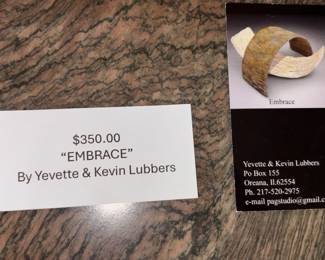 $350.00
“EMBRACE”
By Yevette & Kevin Lubbers
Embrace
Yevette & Kevin Lubbers
Po Box 155
Oreana, Il.62554
Ph. 217-520-2975
e-mail pagstudio@gmail.c